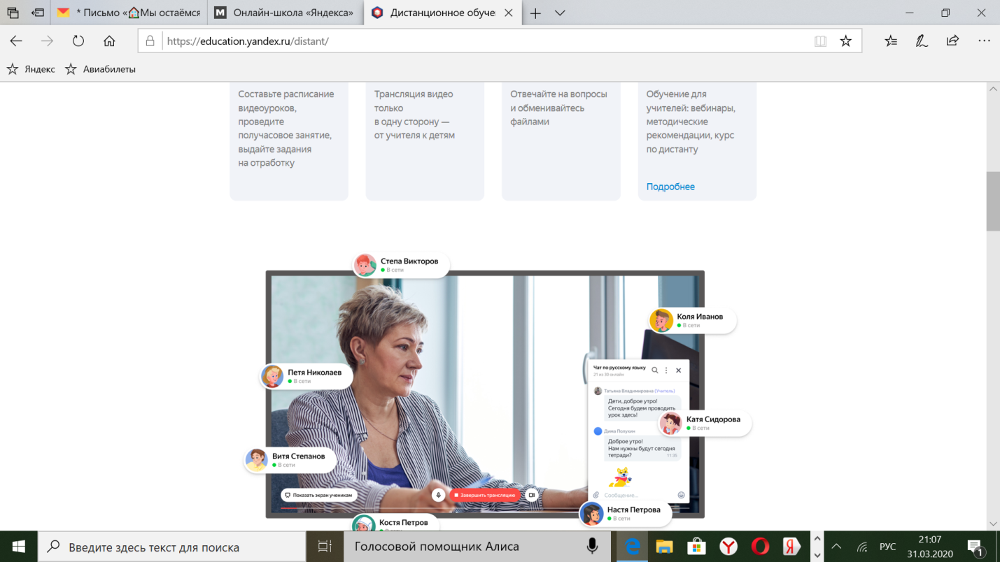 * Письмо «🏠Мы остаёмся
Онлайн-школа «Яндекса»
Дистанционное обуче
https://education.yandex.ru/distant/
Яндекс
Авиабилеты
Составьте расписание
видеоуроков,
проведите
получасовое занятие,
выдайте задания
на отработку
Трансляция видео
только
в одну сторону —
от учителя к детям
Отвечайте на вопросы
и обменивайтесь
файлами
Обучение для
учителей: вебинары,
методические
рекомендации, курс
по дистанту
Подробнее
Степа Викторов
В сети
Коля Иванов
В сети
Петя Николаев
В сети
Чат по русскому языку
21 из 30 онлайн
Татьяна Владимировна (Учитель)
Дети, доброе утро!
Сегодня будем проводить
урок здесь!
Катя Сидорова
В сети
Дима Полухин
Доброе утро!
Нам нужны будут сегодня
тетради?
11:35
Витя Степанов
В сети
Показать экран ученикам
Завершить трансляцию
Сообщение...
Настя Петрова
В сети
Костя Петров
Введите здесь текст для поиска
Голосовой помощник Алиса
РУС
21:07
31.03.2020
1